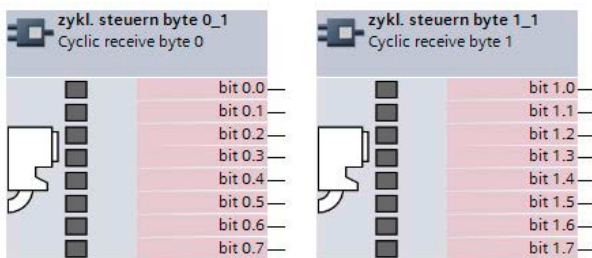 zykl. steuern byte 0_1
Cyclic receive byte 0
bit 0.0
bit 0.1
bit 0.2
bit 0.3
bit 0.4
bit 0.5
bit 0.6
bit 0.7
zykl. steuern byte 1_1
Cyclic receive byte 1
bit 1.0
bit 1.1
bit 1.2
bit 1.3
bit 1.4
bit 1.5
bit 1.6
bit 1.7